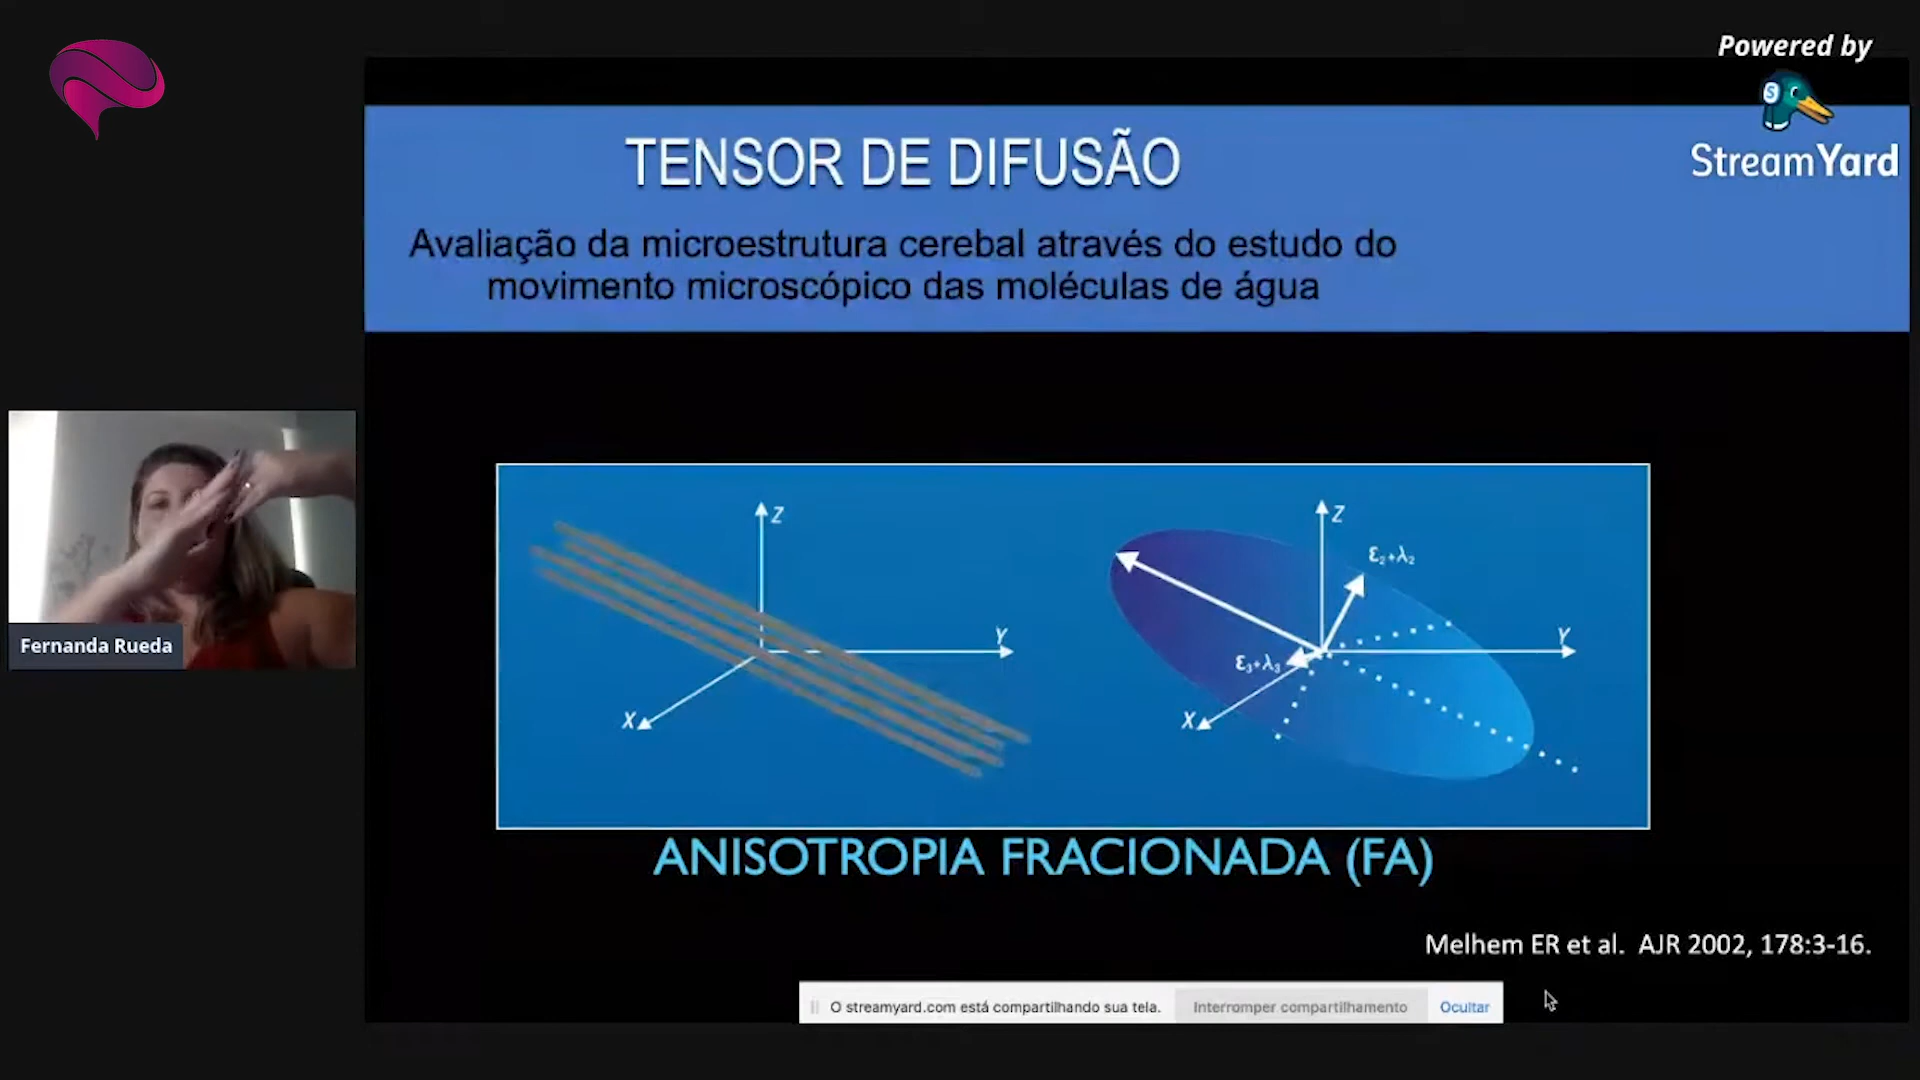 Powered by
StreamYard
TENSOR DE DIFUSÃO
Avaliação da microestrutura cerebal através do estudo do
movimento microscópico das moléculas de água
Fernanda Rueda
Z
Y
X
Z
ε₂+λ₂
Y
ε₃+λ₃
X
ANISOTROPIA FRACIONADA (FA)
Melhem ER et al. AJR 2002, 178:3-16.
O streamyard.com está compartilhando sua tela. Interromper compartilhamento Ocultar